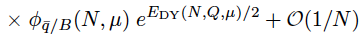 × ϕ_{q̄/B}(N, μ) e^{E_{DY}(N,Q,μ)/2} + 𝒪(1/N)